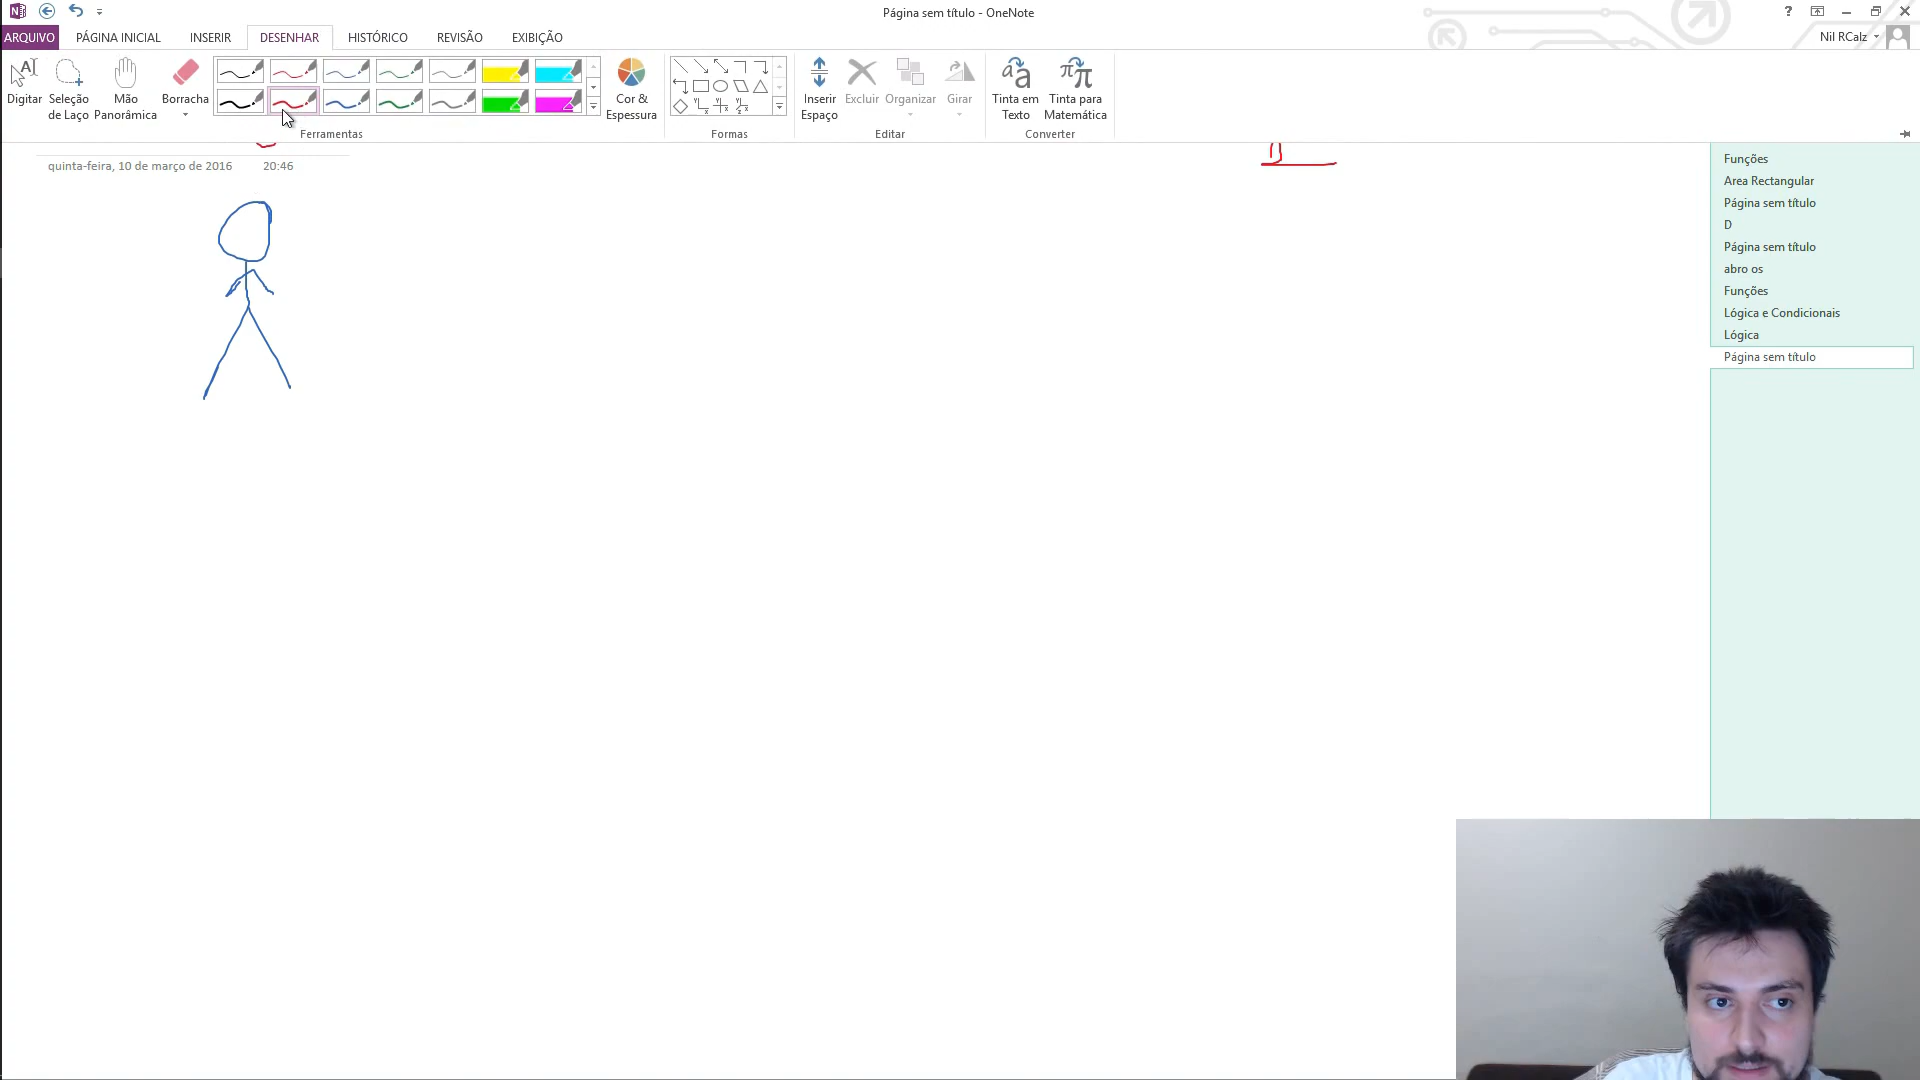 Página sem título - OneNote
ARQUIVO PÁGINA INICIAL INSERIR DESENHAR HISTÓRICO REVISÃO EXIBIÇÃO
Nil RCalz
Digitar
Seleção de Laço
Mão Panorâmica
Borracha
Cor & Espessura
Ferramentas
Formas
Inserir Espaço
Excluir
Organizar
Girar
Editar
Tinta em Texto
Tinta para Matemática
Converter
quinta-feira, 10 de março de 2016 20:46
Funções
Area Rectangular
Página sem título
D
Página sem título
abro os
Funções
Lógica e Condicionais
Lógica
Página sem título